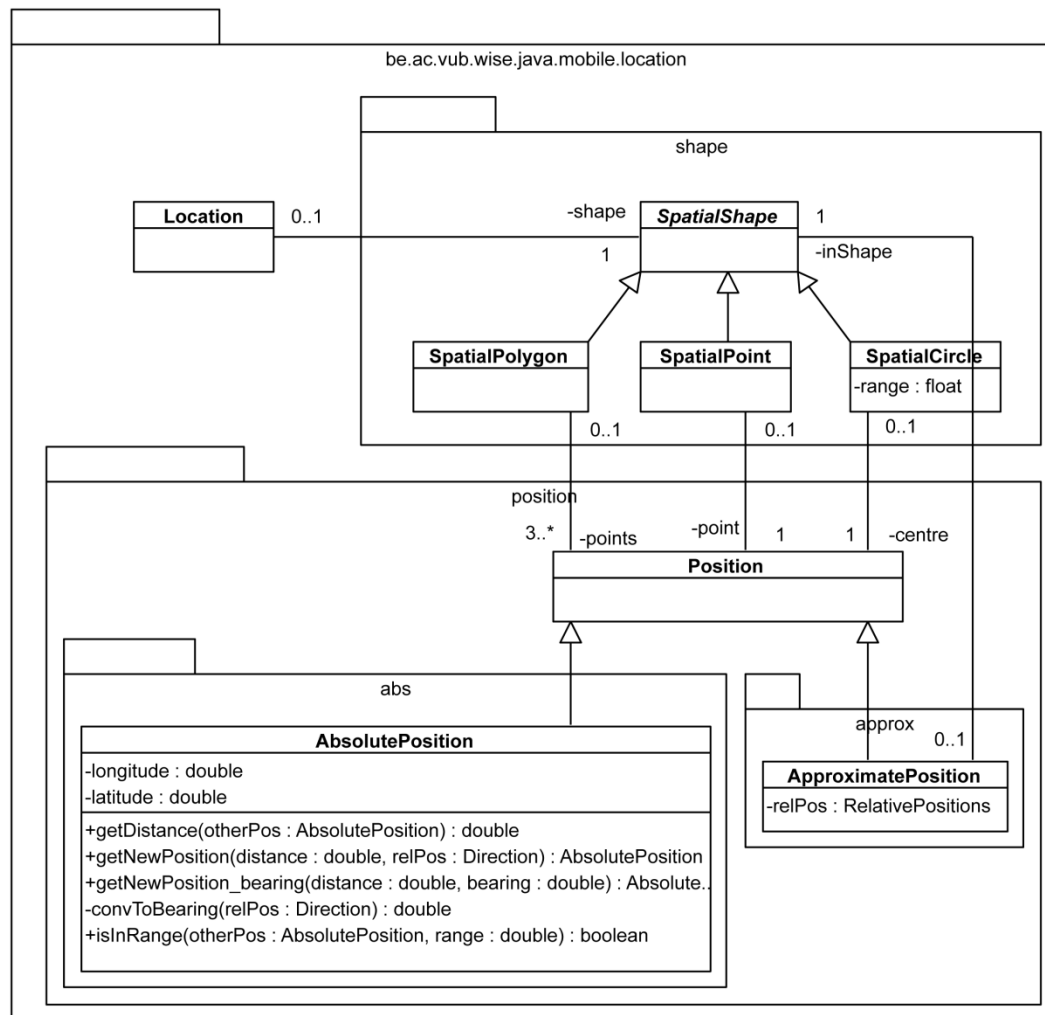 be.ac.vub.wise.java.mobile.location
shape
Location
0..1
-shape
1
SpatialShape
1
-inShape
SpatialPolygon
SpatialPoint
SpatialCircle
-range : float
0..1
0..1
0..1
position
3..*
-points
-point
1
1
-centre
Position
abs
approx
0..1
AbsolutePosition
-longitude : double
-latitude : double
+getDistance(otherPos : AbsolutePosition) : double
+getNewPosition(distance : double, relPos : Direction) : AbsolutePosition
+getNewPosition_bearing(distance : double, bearing : double) : Absolute..
-convToBearing(relPos : Direction) : double
+isInRange(otherPos : AbsolutePosition, range : double) : boolean
ApproximatePosition
-relPos : RelativePositions